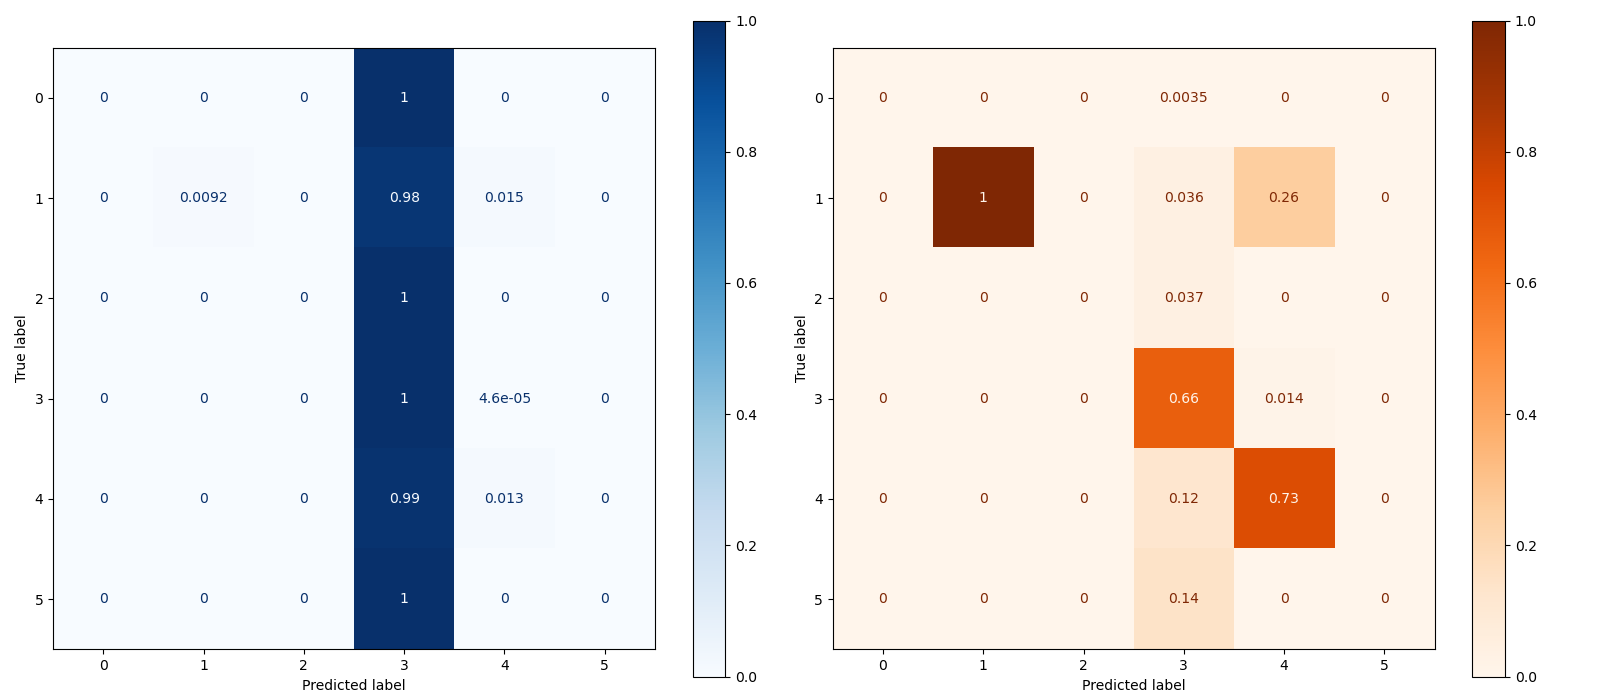 0 0 0 0 1 0 0
1 0 0.0092 0 0.98 0.015 0
2 0 0 0 1 0 0
3 0 0 0 1 4.6e-05 0
4 0 0 0 0.99 0.013 0
5 0 0 0 1 0 0
0 1 2 3 4 5
True label
Predicted label
1.0
0.8
0.6
0.4
0.2
0.0
0 0 0 0 0.0035 0 0
1 0 1 0 0.036 0.26 0
2 0 0 0 0.037 0 0
3 0 0 0 0.66 0.014 0
4 0 0 0 0.12 0.73 0
5 0 0 0 0.14 0 0
0 1 2 3 4 5
True label
Predicted label
1.0
0.8
0.6
0.4
0.2
0.0